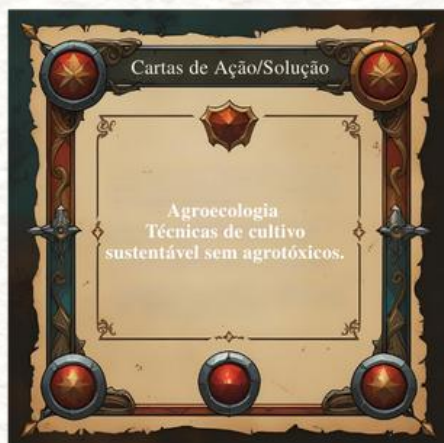 Cartas de Ação/Solução
Agroecologia
Técnicas de cultivo
sustentável sem agrotóxicos.